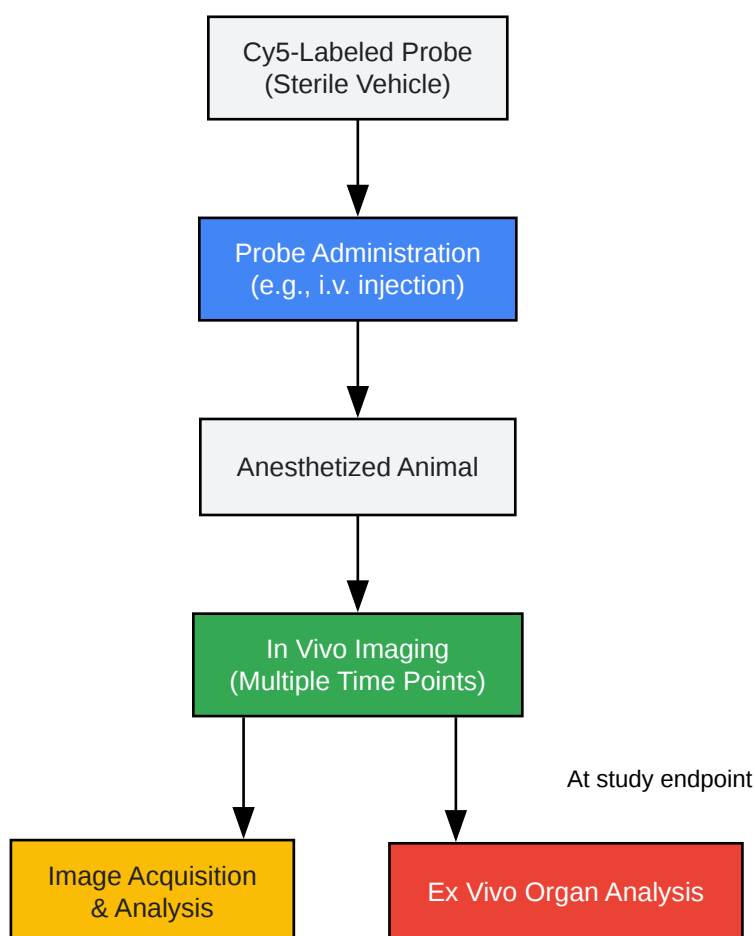 Cy5-Labeled Probe
(Sterile Vehicle)
Probe Administration
(e.g., i.v. injection)
Anesthetized Animal
In Vivo Imaging
(Multiple Time Points)
At study endpoint
Image Acquisition
& Analysis
Ex Vivo Organ Analysis